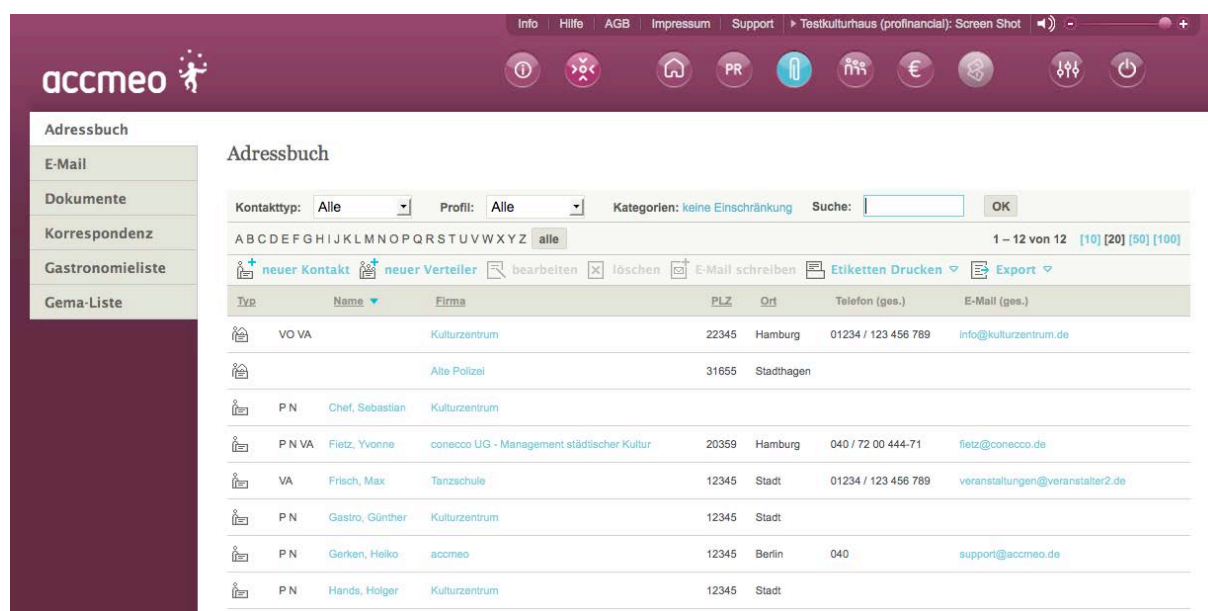 Info Hilfe AGB Impressum Support Testkulturhaus (profinancial): Screen Shot - +
accmeo
PR €
Adressbuch
E-Mail
Dokumente
Korrespondenz
Gastronomieliste
Gema-Liste
Adressbuch
Kontakttyp: Alle Profil: Alle Kategorien: keine Einschränkung Suche: OK
A B C D E F G H I J K L M N O P Q R S T U V W X Y Z alle 1 – 12 von 12 [10] [20] [50] [100]
neuer Kontakt neuer Verteiler bearbeiten löschen E-Mail schreiben Etiketten Drucken Export
Typ Name Firma PLZ Ort Telefon (ges.) E-Mail (ges.)
VO VA Kulturzentrum 22345 Hamburg 01234 / 123 456 789 info@kulturzentrum.de
Alte Polizei 31655 Stadthagen
P N Chef, Sebastian Kulturzentrum
P N VA Fietz, Yvonne conecco UG - Management städtischer Kultur 20359 Hamburg 040 / 72 00 444-71 fietz@conecco.de
VA Frisch, Max Tanzschule 12345 Stadt 01234 / 123 456 789 veranstaltungen@veranstalter2.de
P N Gastro, Günther Kulturzentrum 12345 Stadt
P N Gerken, Heiko accmeo 12345 Berlin 040 support@accmeo.de
P N Hands, Holger Kulturzentrum 12345 Stadt